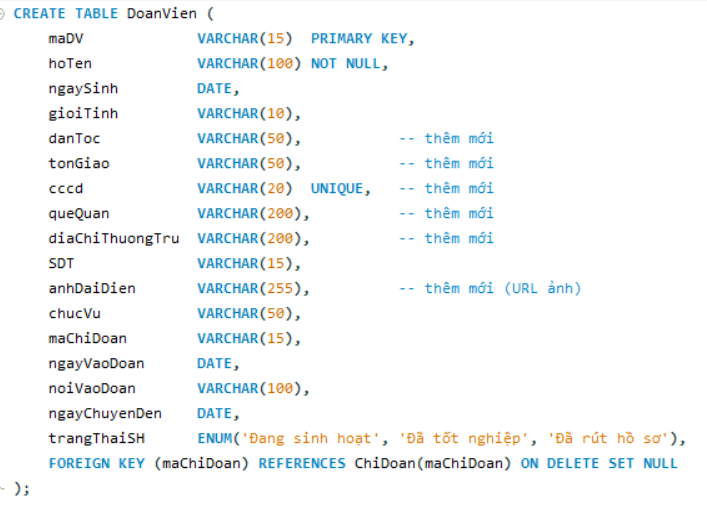 CREATE TABLE DoanVien (
maDV VARCHAR(15) PRIMARY KEY,
hoTen VARCHAR(100) NOT NULL,
ngaySinh DATE,
gioiTinh VARCHAR(10),
danToc VARCHAR(50), -- thêm mới
tonGiao VARCHAR(50), -- thêm mới
cccd VARCHAR(20) UNIQUE, -- thêm mới
queQuan VARCHAR(200), -- thêm mới
diaChiThuongTru VARCHAR(200), -- thêm mới
SDT VARCHAR(15),
anhDaiDien VARCHAR(255), -- thêm mới (URL ảnh)
chucVu VARCHAR(50),
maChiDoan VARCHAR(15),
ngayVaoDoan DATE,
noiVaoDoan VARCHAR(100),
ngayChuyenDen DATE,
trangThaiSH ENUM('Đang sinh hoạt', 'Đã tốt nghiệp', 'Đã rút hồ sơ'),
FOREIGN KEY (maChiDoan) REFERENCES ChiDoan(maChiDoan) ON DELETE SET NULL
);